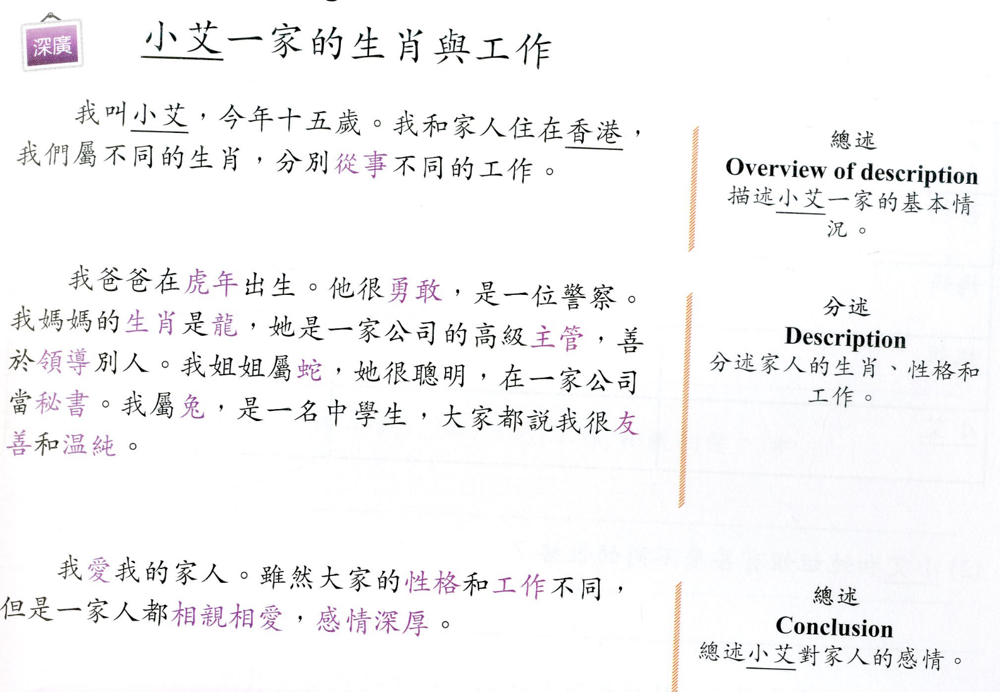 深廣
小艾一家的生肖與工作
我叫小艾，今年十五歲。我和家人住在香港，
我們屬不同的生肖，分別從事不同的工作。
總述
Overview of description
描述小艾一家的基本情
況。
我爸爸在虎年出生。他很勇敢，是一位警察。
我媽媽的生肖是龍，她是一家公司的高級主管，善
於領導別人。我姐姐屬蛇，她很聰明，在一家公司
當秘書。我屬兔，是一名中學生，大家都説我很友
善和温純。
分述
Description
分述家人的生肖、性格和
工作。
我愛我的家人。雖然大家的性格和工作不同，
但是一家人都相親相愛，感情深厚。
總述
Conclusion
總述小艾對家人的感情。